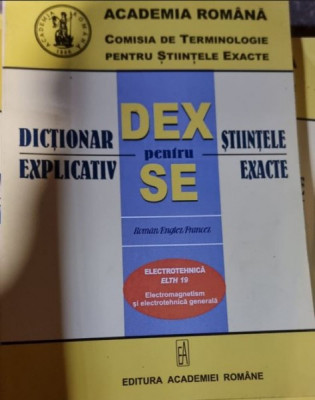 ACADEMIA ROMÂNĂ
COMISIA DE TERMINOLOGIE
PENTRU ȘTIINȚELE EXACTE
DICȚIONAR
EXPLICATIV
DEX
pentru
SE
ȘTIINȚELE
EXACTE
Român Englez Francez
ELECTROTEHNICĂ
ELTH 19
Electromagnetism
și electrotehnică generală
EA
EDITURA ACADEMIEI ROMÂNE